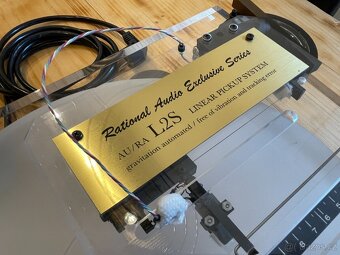 Rational Audio Exclusive Series
AU/RA L2S LINEAR PICKUP SYSTEM
gravitation automated / free of vibration and tracking error